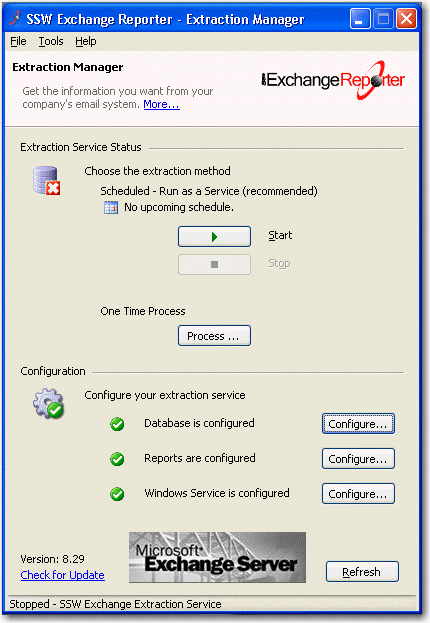 SSW Exchange Reporter - Extraction Manager
File Tools Help
Extraction Manager
Get the information you want from your
company's email system. More...
ExchangeReporter
Extraction Service Status
Choose the extraction method
Scheduled - Run as a Service (recommended)
No upcoming schedule.
Start
Stop
One Time Process
Process ...
Configuration
Configure your extraction service
Database is configured Configure...
Reports are configured Configure...
Windows Service is configured Configure...
Microsoft
Exchange Server
Version: 8.29
Check for Update
Refresh
Stopped - SSW Exchange Extraction Service